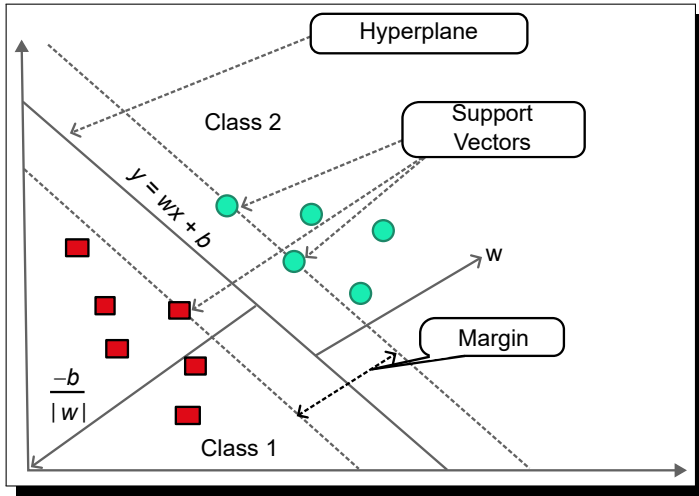 Hyperplane
Class 2
Support
Vectors
y = wx + b
w
Margin
−b
|w|
Class 1